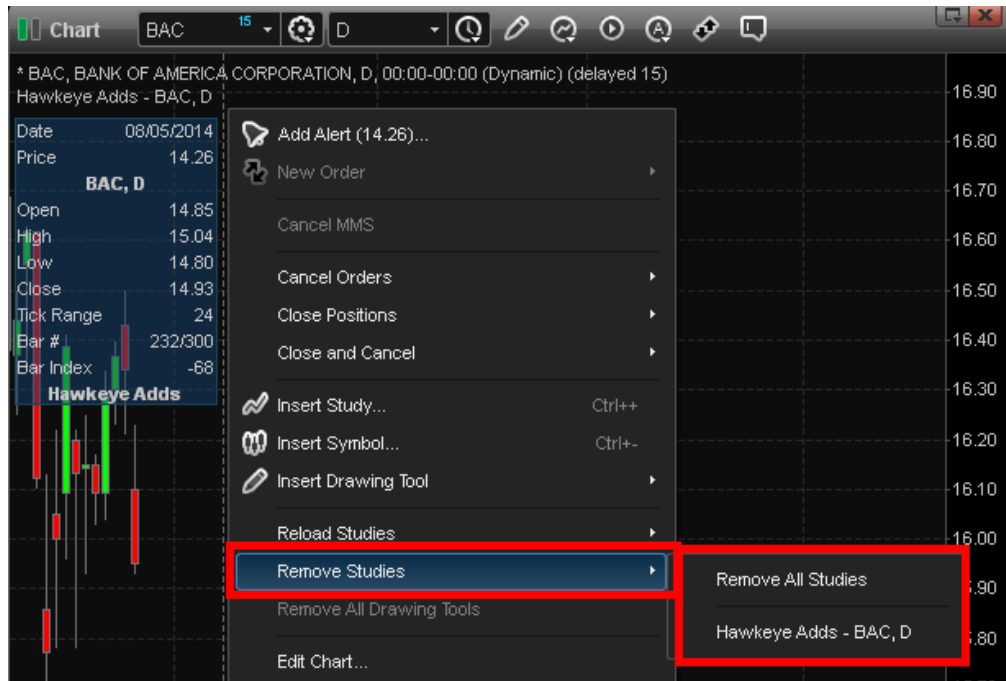 Chart BAC 15 D
* BAC, BANK OF AMERICA CORPORATION, D, 00:00-00:00 (Dynamic) (delayed 15)
Hawkeye Adds - BAC, D
Date 08/05/2014
Price 14.26
BAC, D
Open 14.85
High 15.04
Low 14.80
Close 14.93
Tick Range 24
Bar # 232/300
Bar Index -68
Hawkeye Adds
Add Alert (14.26)...
New Order
Cancel MMS
Cancel Orders
Close Positions
Close and Cancel
Insert Study... Ctrl++
Insert Symbol... Ctrl+-
Insert Drawing Tool
Reload Studies
Remove Studies
Remove All Drawing Tools
Edit Chart...
Remove All Studies
Hawkeye Adds - BAC, D
16.90
16.80
16.70
16.60
16.50
16.40
16.30
16.20
16.10
16.00
.90
.80